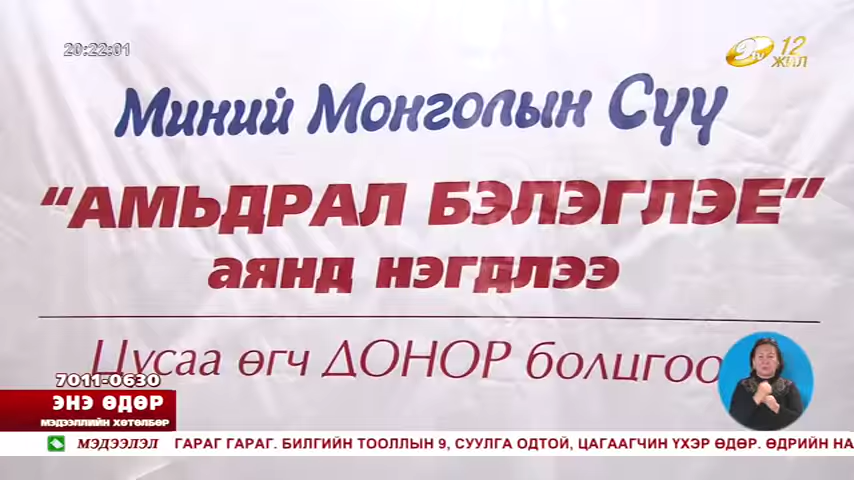 20:22:01
12
ЖИЛ
Миний Монголын Сүү
“АМЬДРАЛ БЭЛЭГЛЭЕ”
аянд нэгдлээ
Цусаа өгч ДОНОР болцгоо
7011-0630
ЭНЭ ӨДӨР
МЭДЭЭЛЛИЙН ХӨТӨЛБӨР
МЭДЭЭЛЭЛ ГАРАГ ГАРАГ. БИЛГИЙН ТООЛЛЫН 9, СУУЛГА ОДТОЙ, ЦАГААГЧИН ҮХЭР ӨДӨР. ӨДРИЙН НА